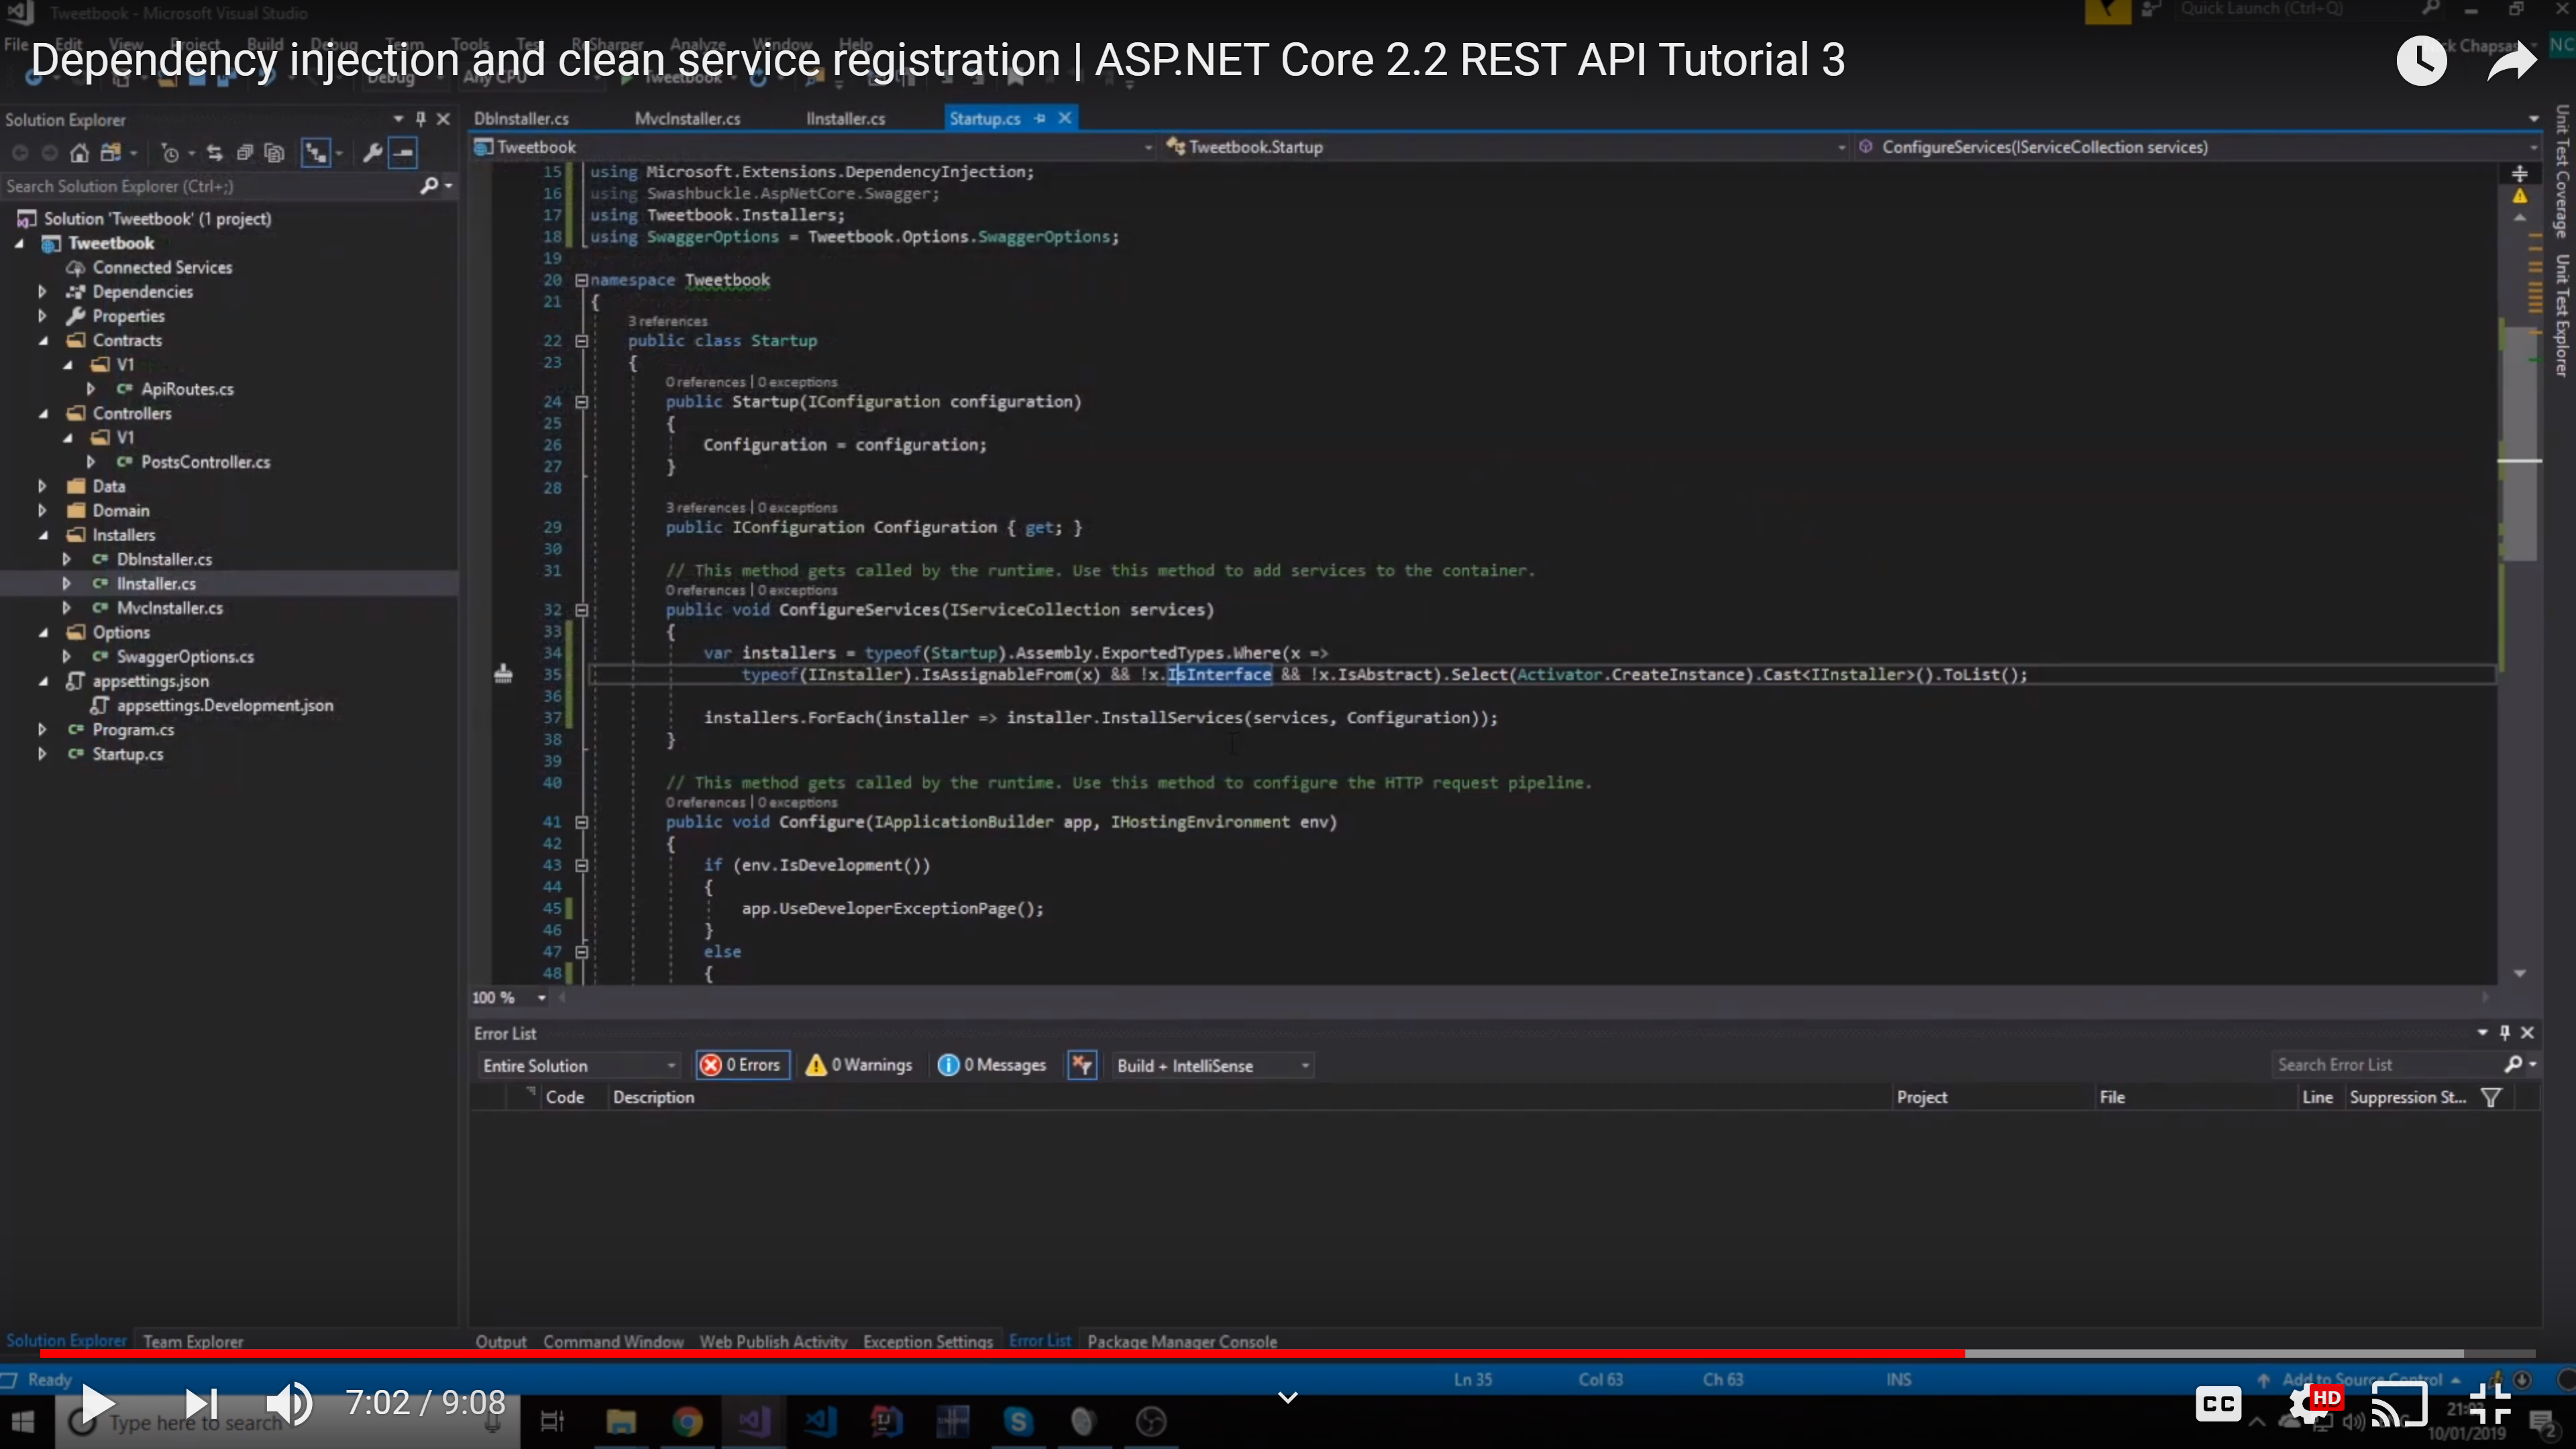 Tweetbook - Microsoft Visual Studio
Quick Launch (Ctrl+Q)
File Edit View Project Build Debug Team Tools Test ReSharper Analyze Window Help
Dependency injection and clean service registration | ASP.NET Core 2.2 REST API Tutorial 3
NC
Debug Any CPU Tweetbook
Solution Explorer
Search Solution Explorer (Ctrl+;)
Solution 'Tweetbook' (1 project)
Tweetbook
Connected Services
Dependencies
Properties
Contracts
V1
C# ApiRoutes.cs
Controllers
V1
C# PostsController.cs
Data
Domain
Installers
C# DbInstaller.cs
C# IInstaller.cs
C# MvcInstaller.cs
Options
C# SwaggerOptions.cs
appsettings.json
appsettings.Development.json
C# Program.cs
C# Startup.cs
DbInstaller.cs MvcInstaller.cs IInstaller.cs Startup.cs
Tweetbook Tweetbook.Startup ConfigureServices(IServiceCollection services)
15 using Microsoft.Extensions.DependencyInjection;
16 using Swashbuckle.AspNetCore.Swagger;
17 using Tweetbook.Installers;
18 using SwaggerOptions = Tweetbook.Options.SwaggerOptions;
19
20 namespace Tweetbook
21 {
3 references
22 public class Startup
23 {
0 references | 0 exceptions
24 public Startup(IConfiguration configuration)
25 {
26 Configuration = configuration;
27 }
28
3 references | 0 exceptions
29 public IConfiguration Configuration { get; }
30
31 // This method gets called by the runtime. Use this method to add services to the container.
0 references | 0 exceptions
32 public void ConfigureServices(IServiceCollection services)
33 {
34 var installers = typeof(Startup).Assembly.ExportedTypes.Where(x =>
35 typeof(IInstaller).IsAssignableFrom(x) && !x.IsInterface && !x.IsAbstract).Select(Activator.CreateInstance).Cast<IInstaller>().ToList();
36
37 installers.ForEach(installer => installer.InstallServices(services, Configuration));
38 }
39
40 // This method gets called by the runtime. Use this method to configure the HTTP request pipeline.
0 references | 0 exceptions
41 public void Configure(IApplicationBuilder app, IHostingEnvironment env)
42 {
43 if (env.IsDevelopment())
44 {
45 app.UseDeveloperExceptionPage();
46 }
47 else
48 {
100 %
Unit Test Coverage
Unit Test Explorer
Error List
Entire Solution 0 Errors 0 Warnings 0 Messages Build + IntelliSense Search Error List
Code Description Project File Line Suppression St...
Solution Explorer Team Explorer
Output Command Window Web Publish Activity Exception Settings Error List Package Manager Console
Ready Ln 35 Col 63 Ch 63 INS Add to Source Control
7:02 / 9:08
CC
HD
Type here to search
10/01/2019
2